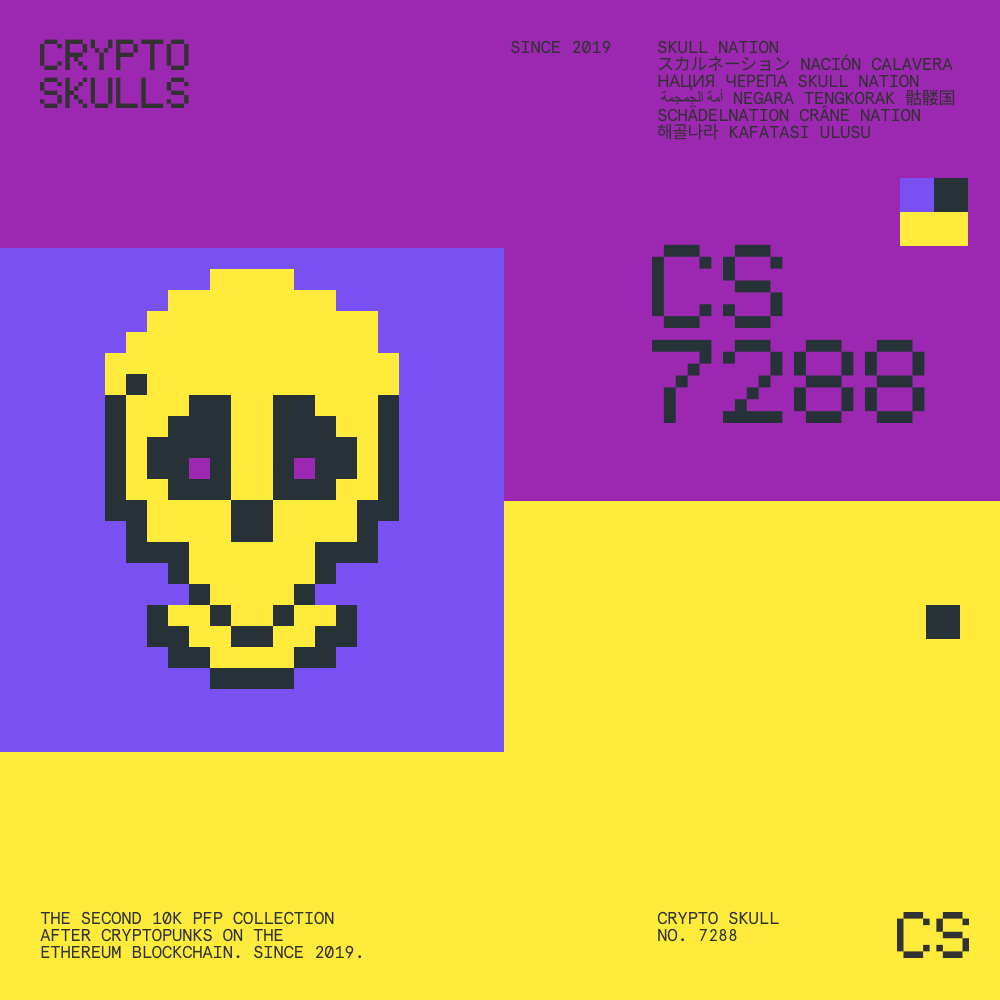 CRYPTO
SKULLS
SINCE 2019
SKULL NATION
スカルネーション NACIÓN CALAVERA
НАЦИЯ ЧЕРЕПА SKULL NATION
أمة الجمجمة NEGARA TENGKORAK 骷髅国
SCHÄDELNATION CRÂNE NATION
해골나라 KAFATASI ULUSU
CS
7288
THE SECOND 10K PFP COLLECTION
AFTER CRYPTOPUNKS ON THE
ETHEREUM BLOCKCHAIN. SINCE 2019.
CRYPTO SKULL
NO. 7288
CS